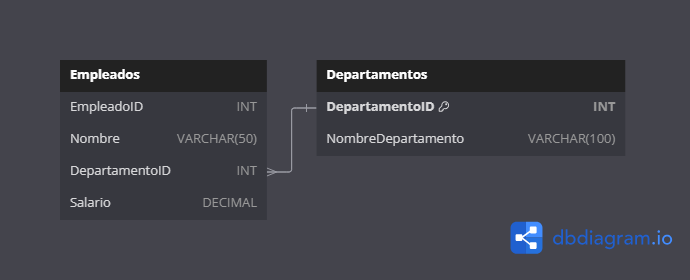 Empleados
EmpleadoID INT
Nombre VARCHAR(50)
DepartamentoID INT
Salario DECIMAL
Departamentos
DepartamentoID INT
NombreDepartamento VARCHAR(100)
dbdiagram.io